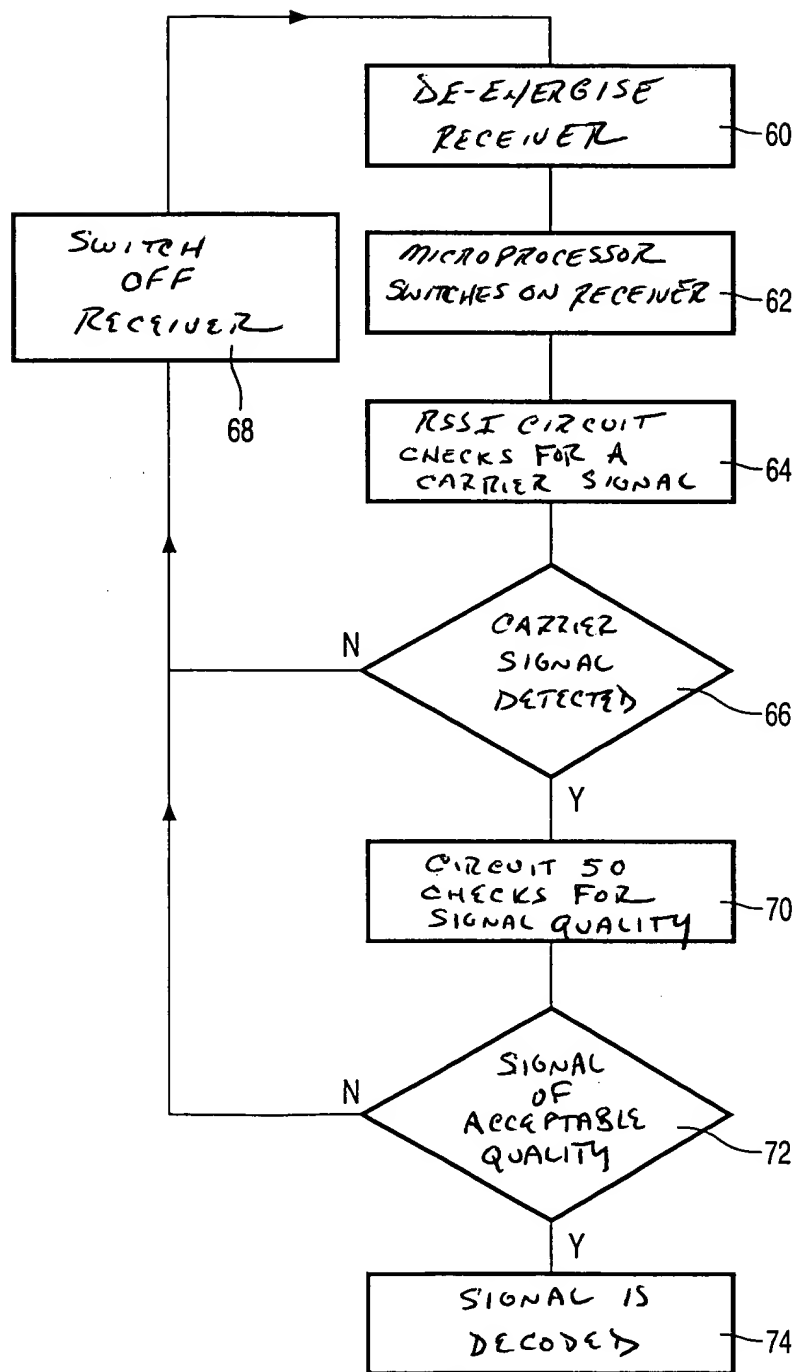 DE-ENERGISE
RECEIVER
60
MICROPROCESSOR
SWITCHES ON RECEIVER
62
SWITCH
OFF
RECEIVER
68
RSSI CIRCUIT
CHECKS FOR A
CARRIER SIGNAL
64
CARRIER
SIGNAL
DETECTED
66
N
Y
CIRCUIT 50
CHECKS FOR
SIGNAL QUALITY
70
SIGNAL
OF
ACCEPTABLE
QUALITY
72
N
Y
SIGNAL IS
DECODED
74